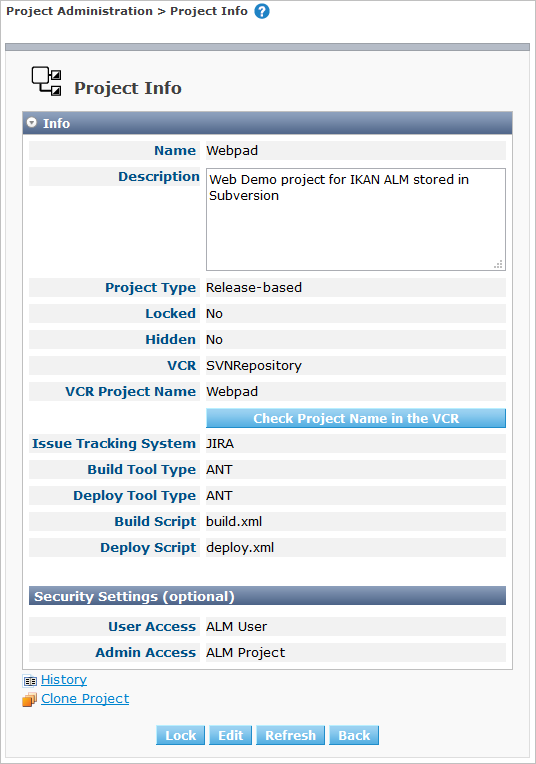 Project Administration > Project Info ?
Project Info
Info
Name Webpad
Description Web Demo project for IKAN ALM stored in
Subversion
Project Type Release-based
Locked No
Hidden No
VCR SVNRepository
VCR Project Name Webpad
Check Project Name in the VCR
Issue Tracking System JIRA
Build Tool Type ANT
Deploy Tool Type ANT
Build Script build.xml
Deploy Script deploy.xml
Security Settings (optional)
User Access ALM User
Admin Access ALM Project
History
Clone Project
Lock Edit Refresh Back